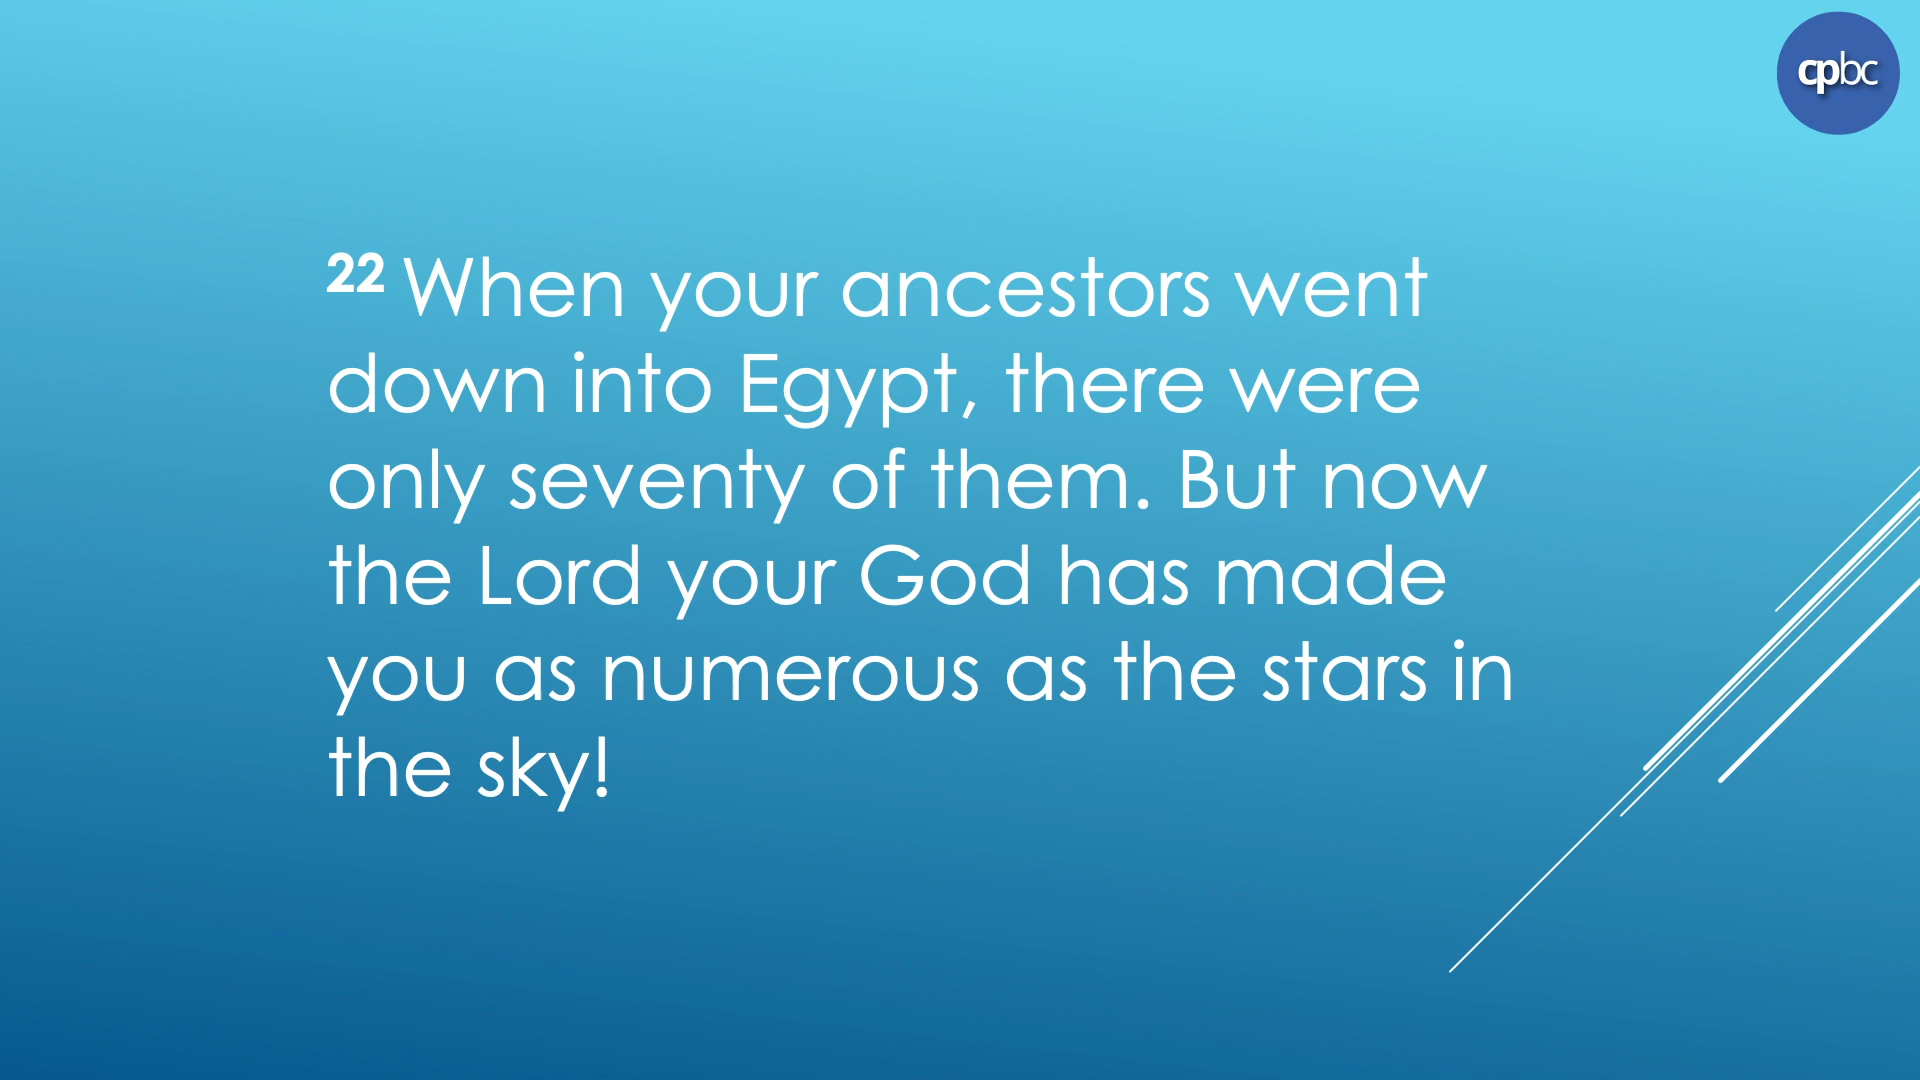 cpbc
22 When your ancestors went
down into Egypt, there were
only seventy of them. But now
the Lord your God has made
you as numerous as the stars in
the sky!